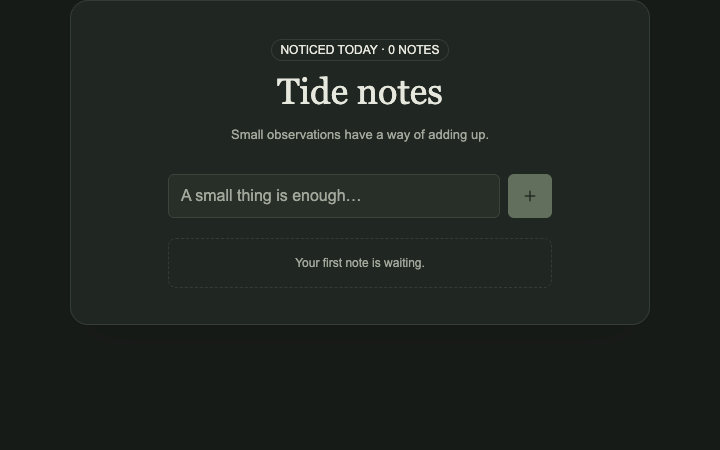 NOTICED TODAY · 0 NOTES
Tide notes
Small observations have a way of adding up.
A small thing is enough…
+
Your first note is waiting.